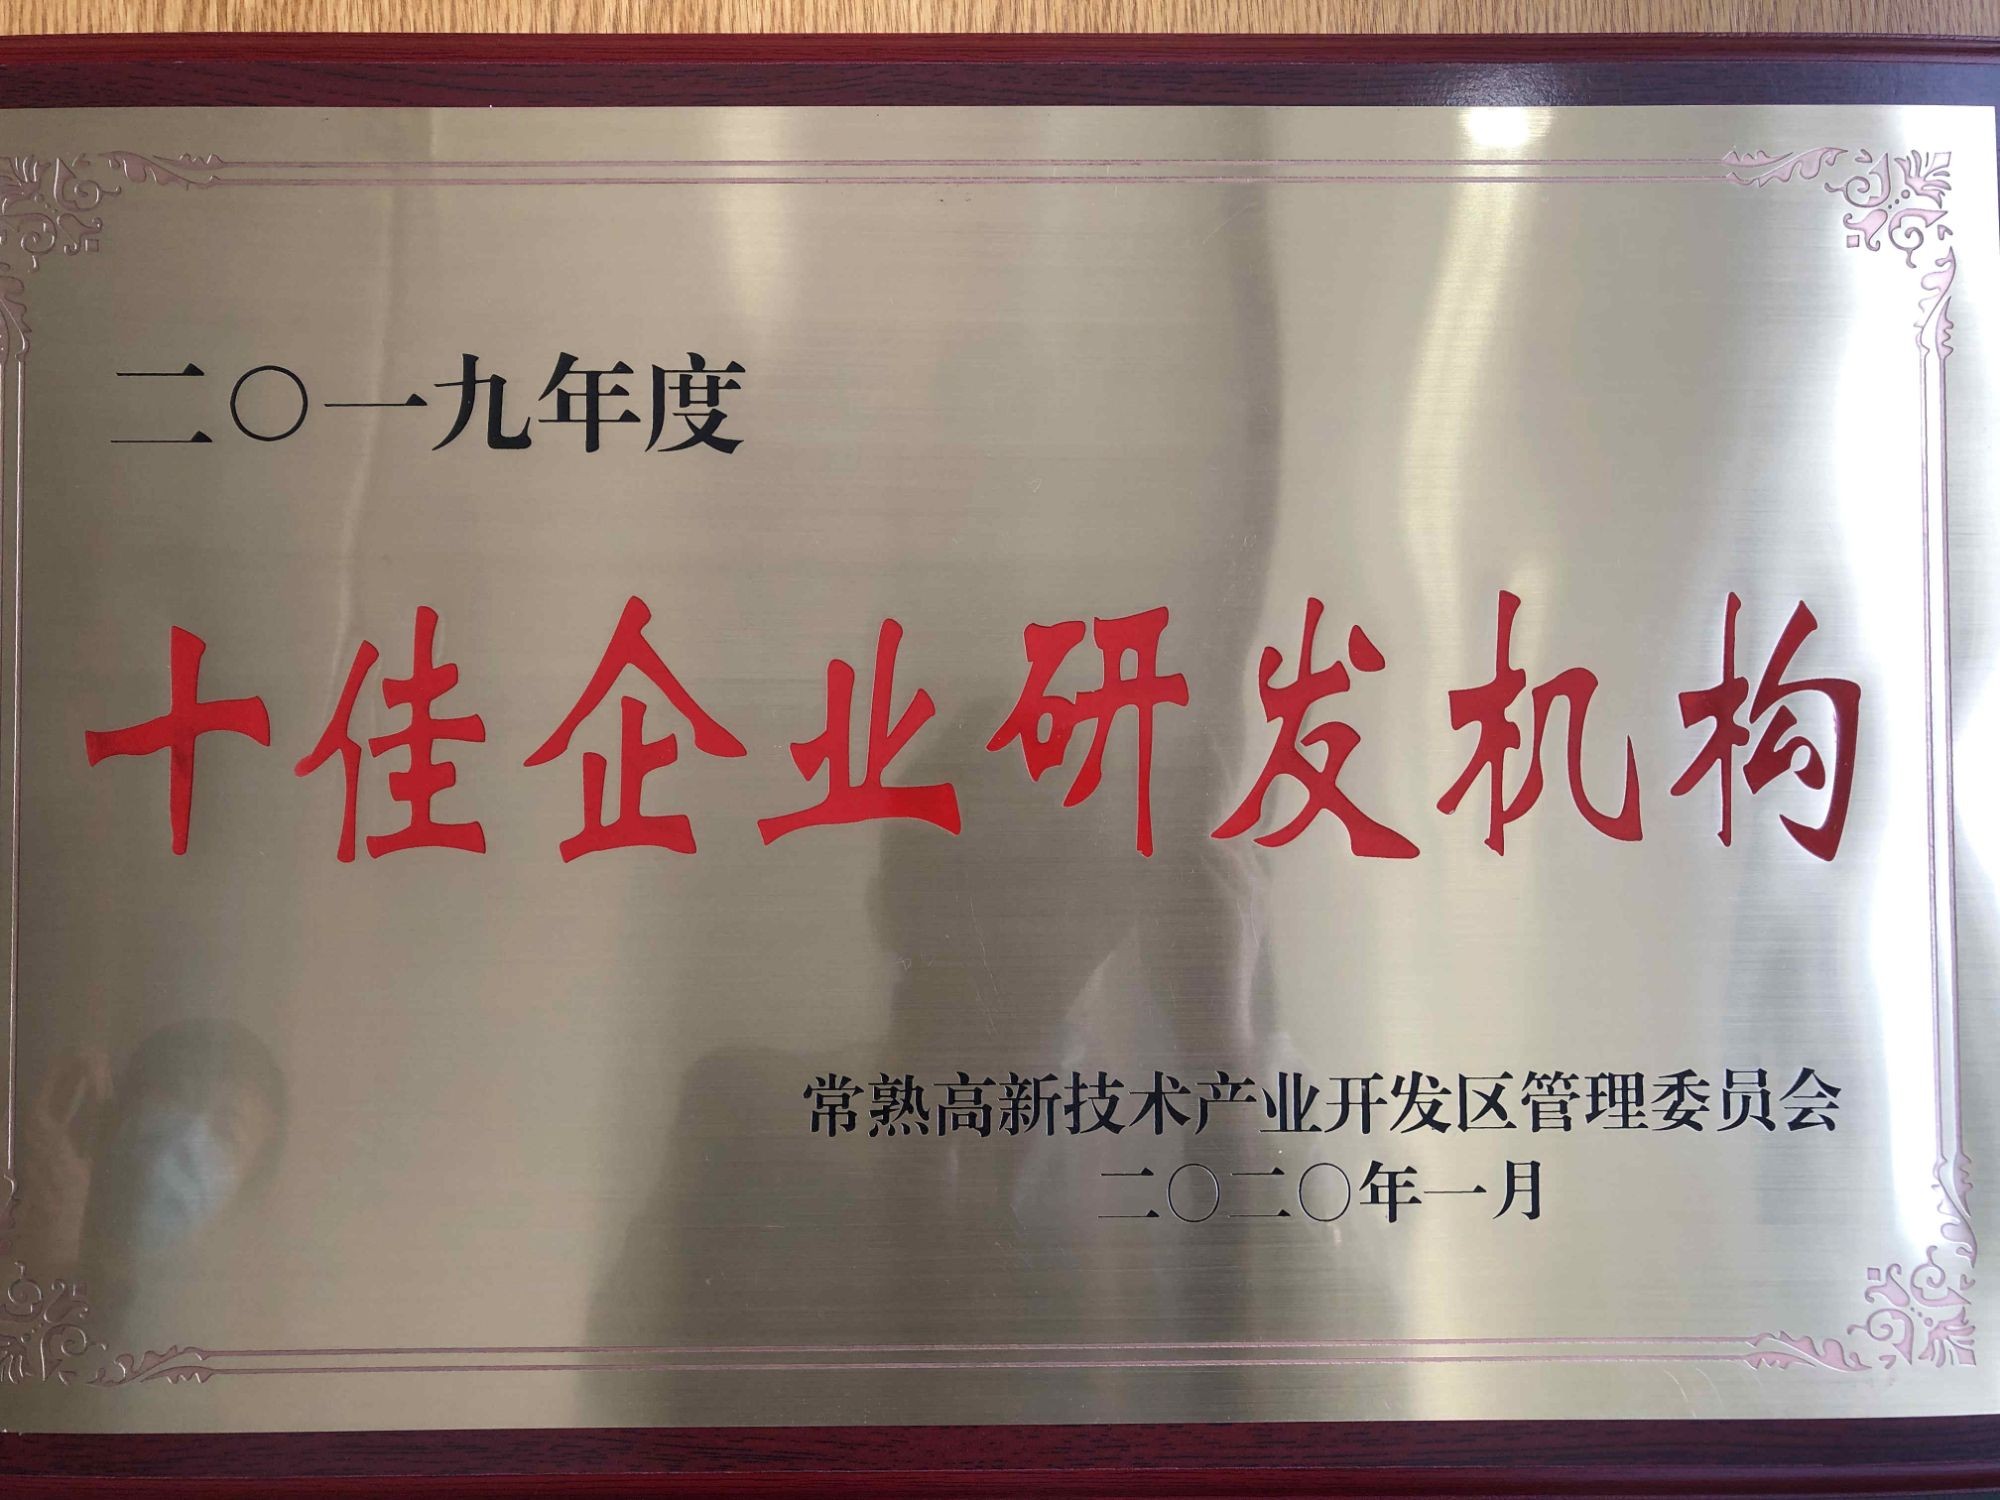 二〇一九年度
十佳企业研发机构
常熟高新技术产业开发区管理委员会
二〇二〇年一月